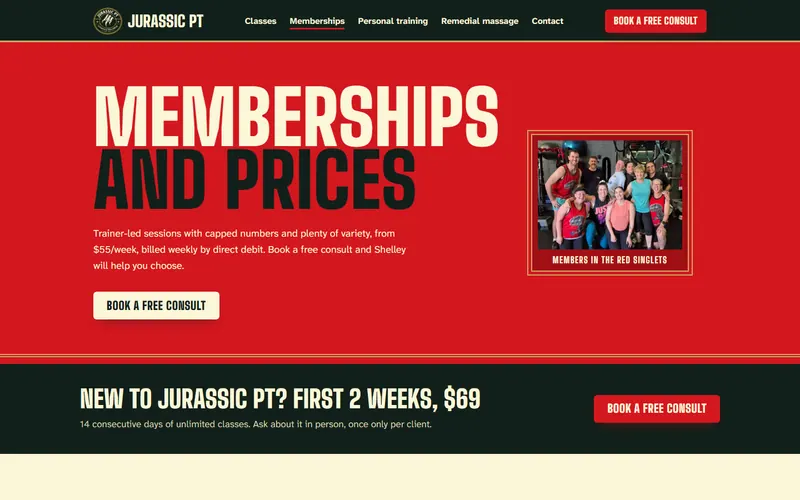 JURASSIC PT
Classes
Memberships
Personal training
Remedial massage
Contact
BOOK A FREE CONSULT
MEMBERSHIPS
AND PRICES
Trainer-led sessions with capped numbers and plenty of variety, from
$55/week, billed weekly by direct debit. Book a free consult and Shelley
will help you choose.
BOOK A FREE CONSULT
MEMBERS IN THE RED SINGLETS
NEW TO JURASSIC PT? FIRST 2 WEEKS, $69
14 consecutive days of unlimited classes. Ask about it in person, once only per client.
BOOK A FREE CONSULT